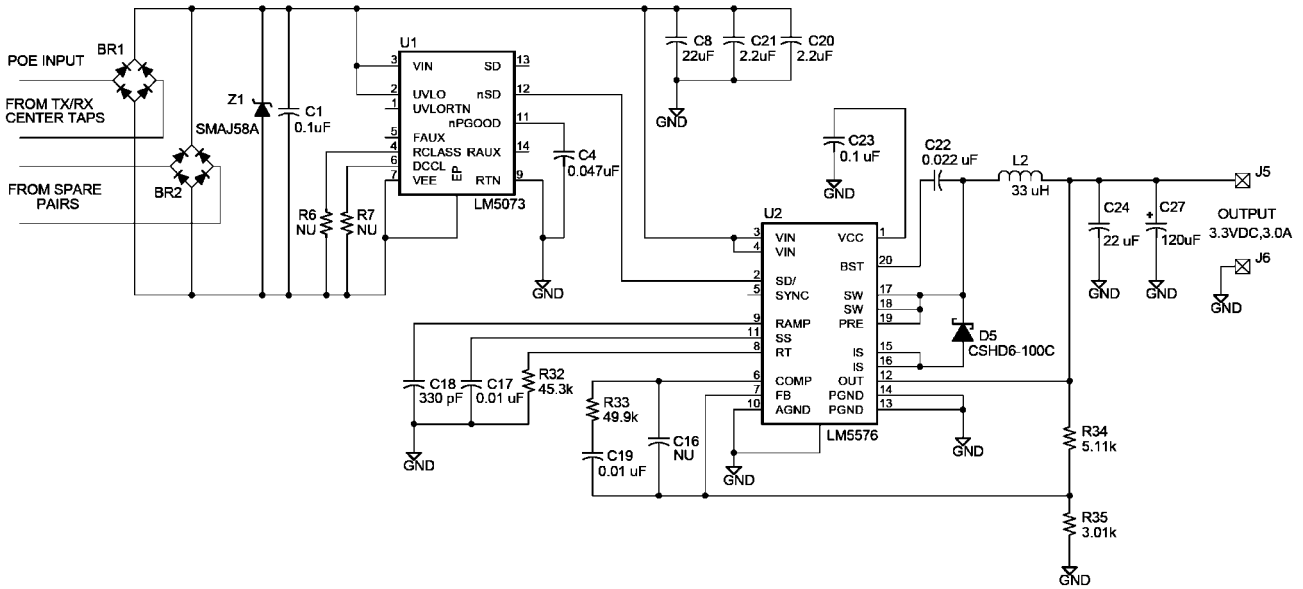 POE INPUT
FROM TX/RX
CENTER TAPS
FROM SPARE
PAIRS
BR1
BR2
Z1
SMAJ58A
C1
0.1uF
U1
3 VIN
2 UVLO
1 UVLORTN
5 FAUX
4 RCLASS
6 DCCL
7 VEE
EP
SD 13
nSD 12
nPGOOD 11
RAUX 14
RTN 9
LM5073
R6
NU
R7
NU
C4
0.047uF
GND
C8
22uF
C21
2.2uF
C20
2.2uF
GND
C23
0.1 uF
GND
C22
0.022 uF
L2
33 uH
U2
3 VIN
4 VIN
2 SD/
5 SYNC
9 RAMP
11 SS
8 RT
6 COMP
7 FB
10 AGND
VCC 1
BST 20
SW 17
SW 18
PRE 19
IS 15
IS 16
OUT 12
PGND 14
PGND 13
LM5576
D5
CSHD6-100C
C24
22 uF
GND
C27
+
120uF
GND
J5
OUTPUT
3.3VDC,3.0A
J6
GND
C18
330 pF
C17
0.01 uF
R32
45.3k
GND
R33
49.9k
C19
0.01 uF
C16
NU
GND
GND
R34
5.11k
R35
3.01k
GND